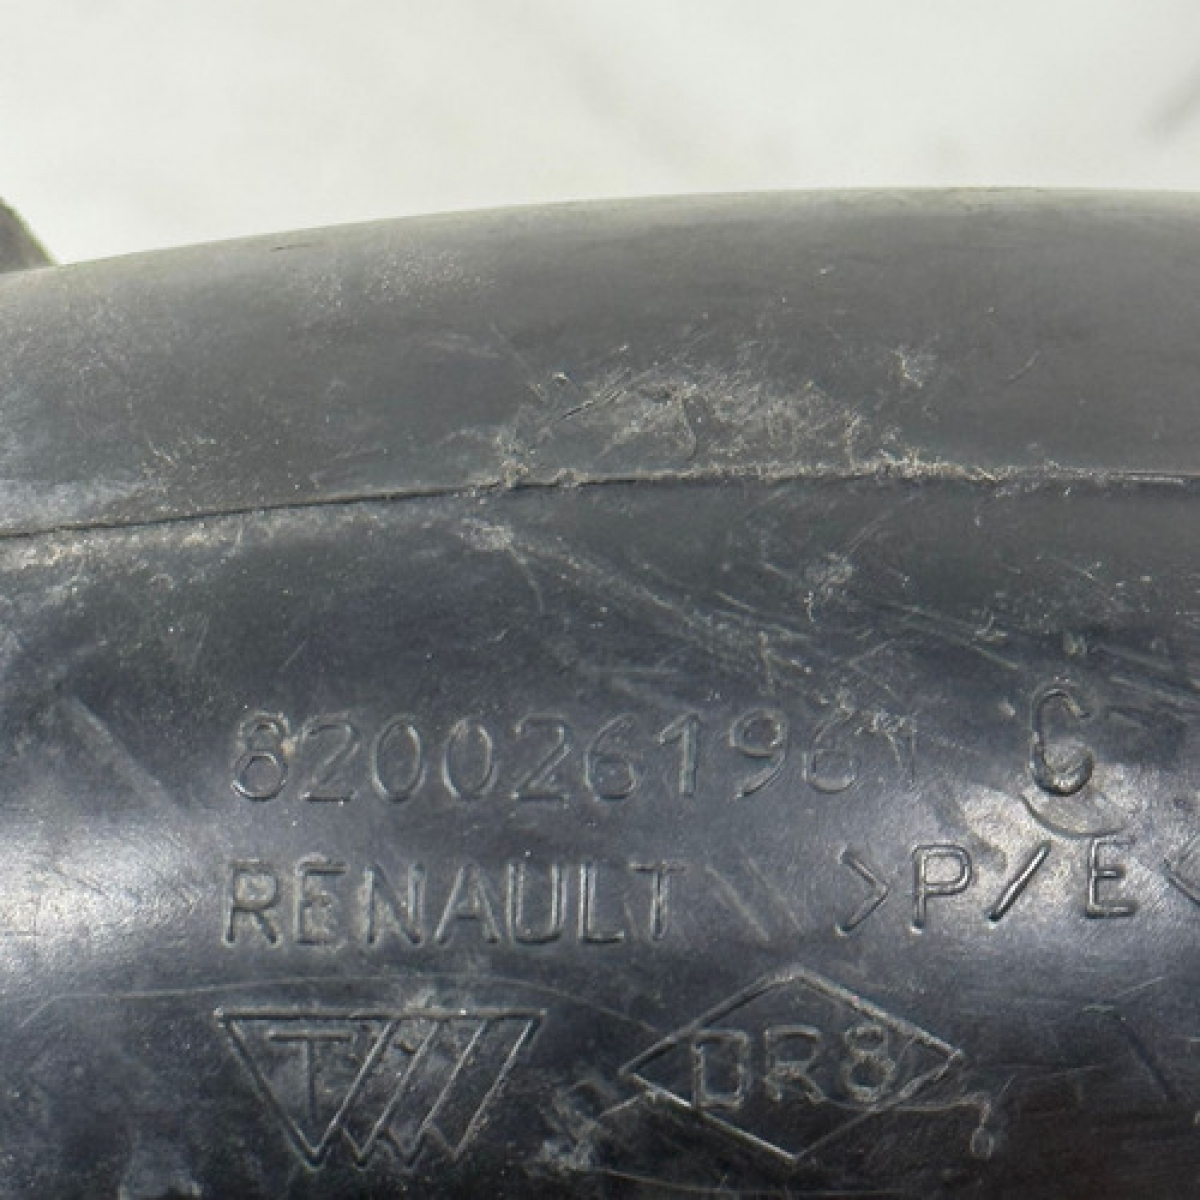 8200261961 C
RENAULT >P/E<
T DR8